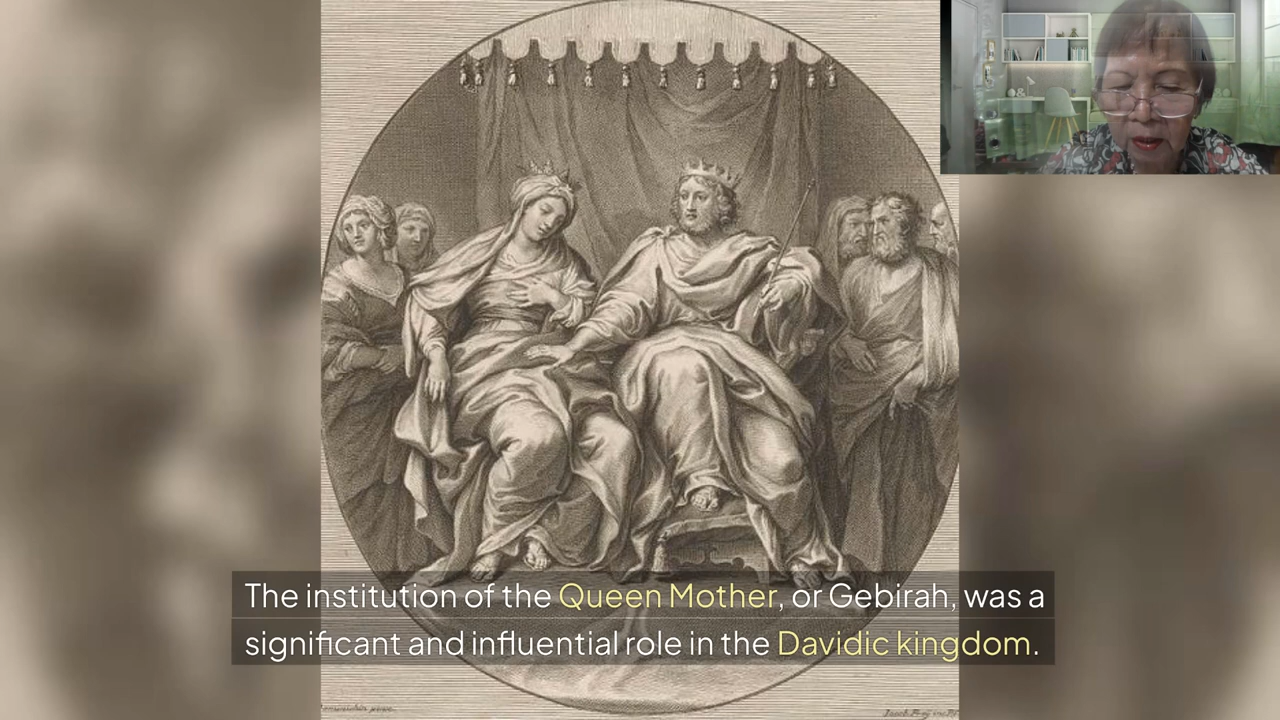 The institution of the Queen Mother, or Gebirah, was a
significant and influential role in the Davidic kingdom.